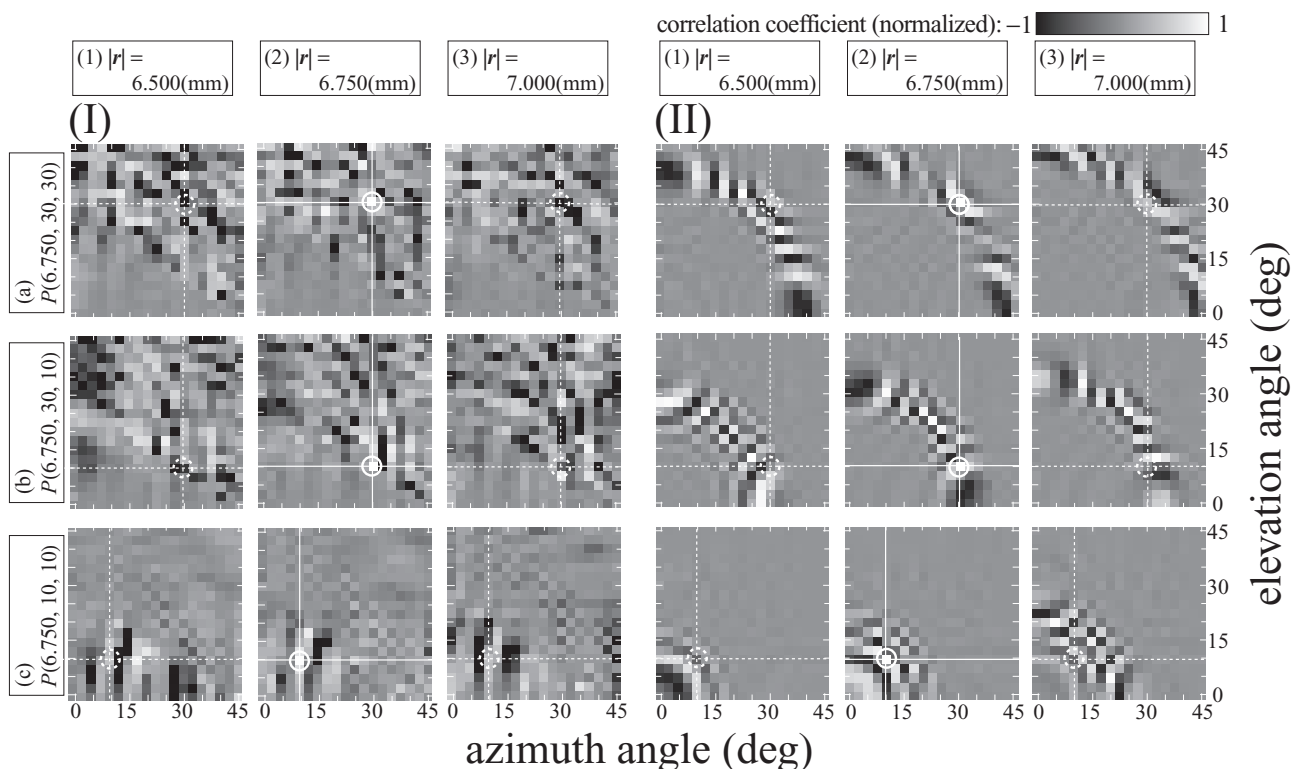 correlation coefficient (normalized): −1 1
(1) |r| = 6.500(mm)
(2) |r| = 6.750(mm)
(3) |r| = 7.000(mm)
(1) |r| = 6.500(mm)
(2) |r| = 6.750(mm)
(3) |r| = 7.000(mm)
(I)
(II)
(a) P(6.750, 30, 30)
45
30
15
0
(b) P(6.750, 30, 10)
45
30
15
0
(c) P(6.750, 10, 10)
45
30
15
0
elevation angle (deg)
0 15 30 45
0 15 30 45
0 15 30 45
0 15 30 45
0 15 30 45
0 15 30 45
azimuth angle (deg)